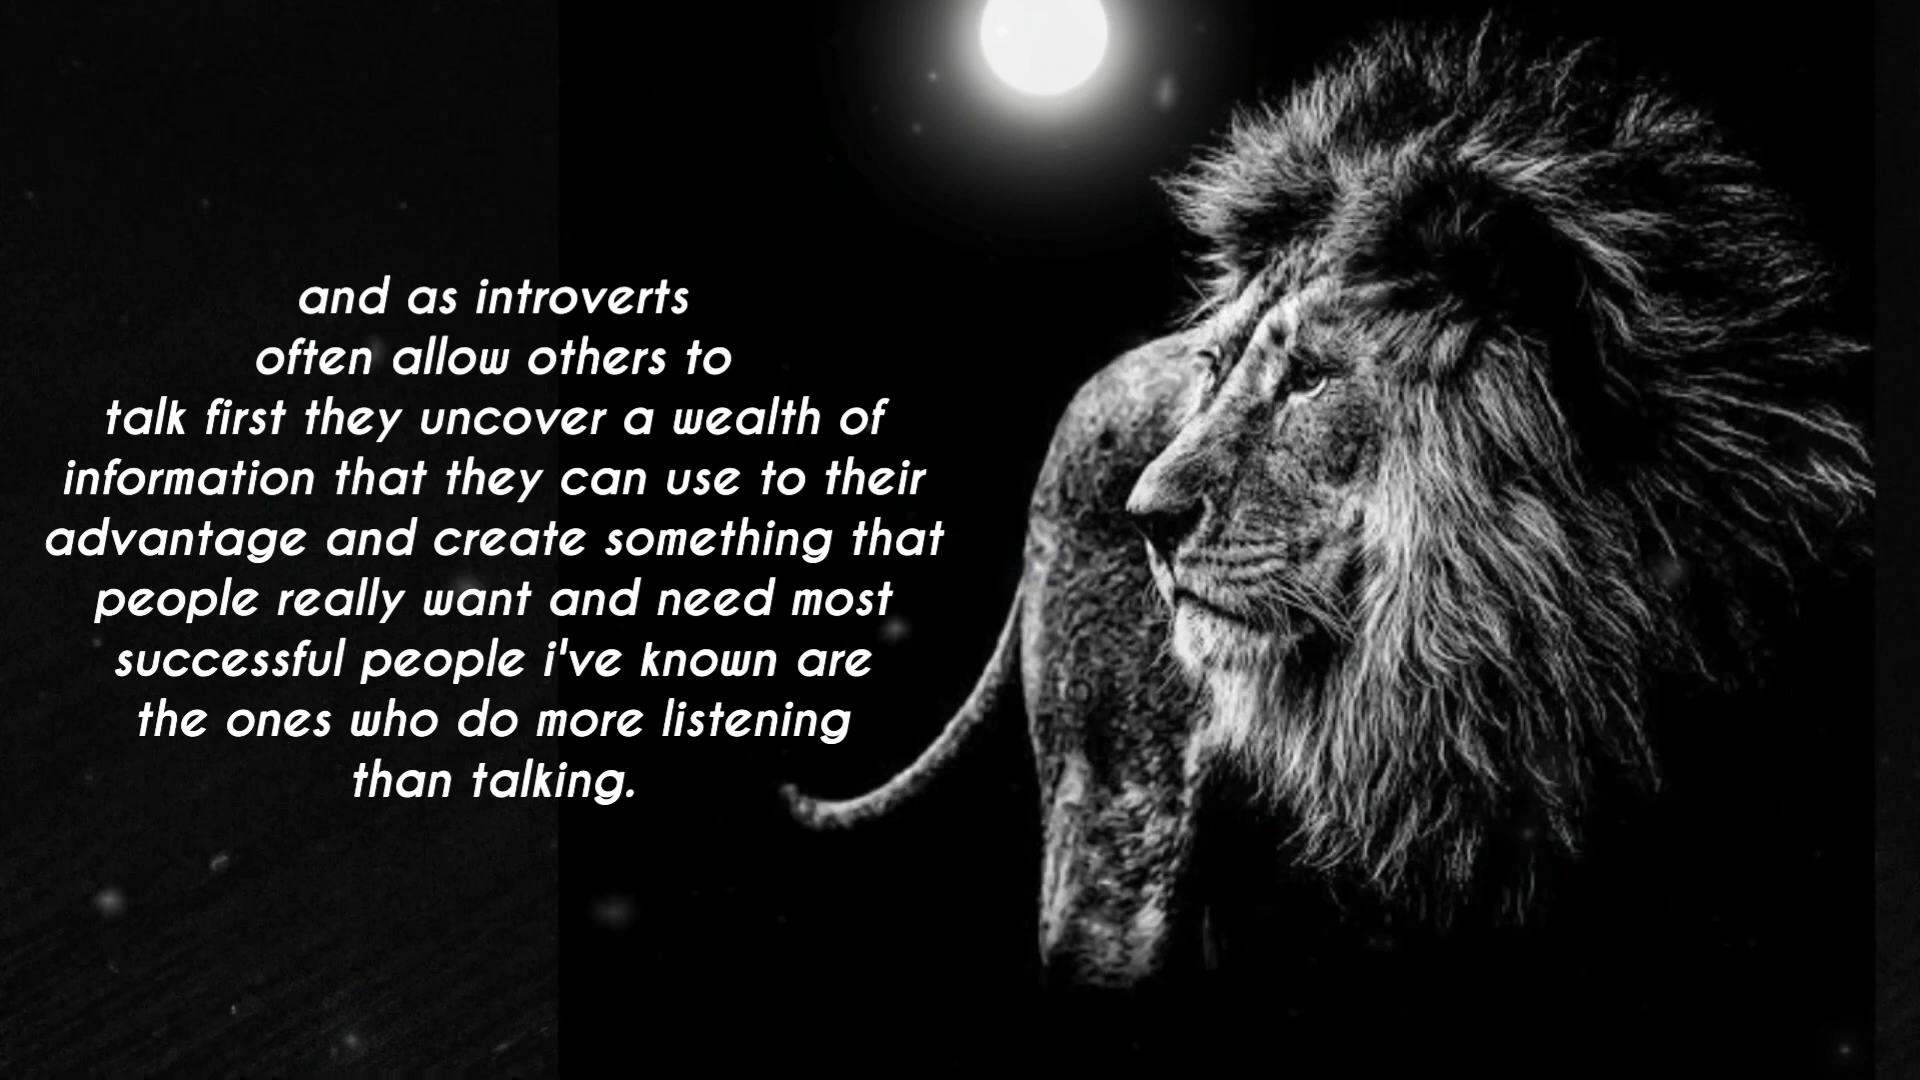 and as introverts
often allow others to
talk first they uncover a wealth of
information that they can use to their
advantage and create something that
people really want and need most
successful people i've known are
the ones who do more listening
than talking.